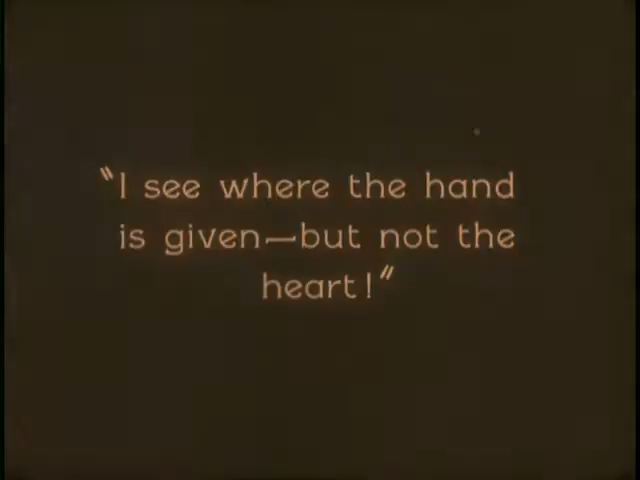 "I see where the hand
is given—but not the
heart!"